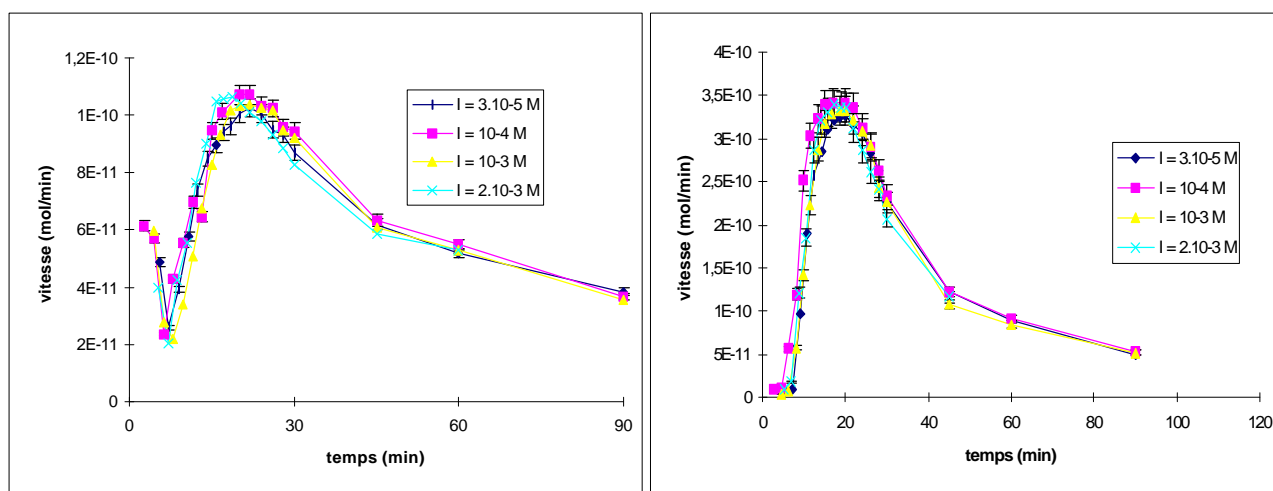 1,2E-10
1E-10
8E-11
6E-11
4E-11
2E-11
0
0 30 60 90
vitesse (mol/min)
temps (min)
I = 3.10-5 M
I = 10-4 M
I = 10-3 M
I = 2.10-3 M
4E-10
3,5E-10
3E-10
2,5E-10
2E-10
1,5E-10
1E-10
5E-11
0
0 20 40 60 80 100 120
vitesse (mol/min)
temps (min)
I = 3.10-5 M
I = 10-4 M
I = 10-3 M
I = 2.10-3 M